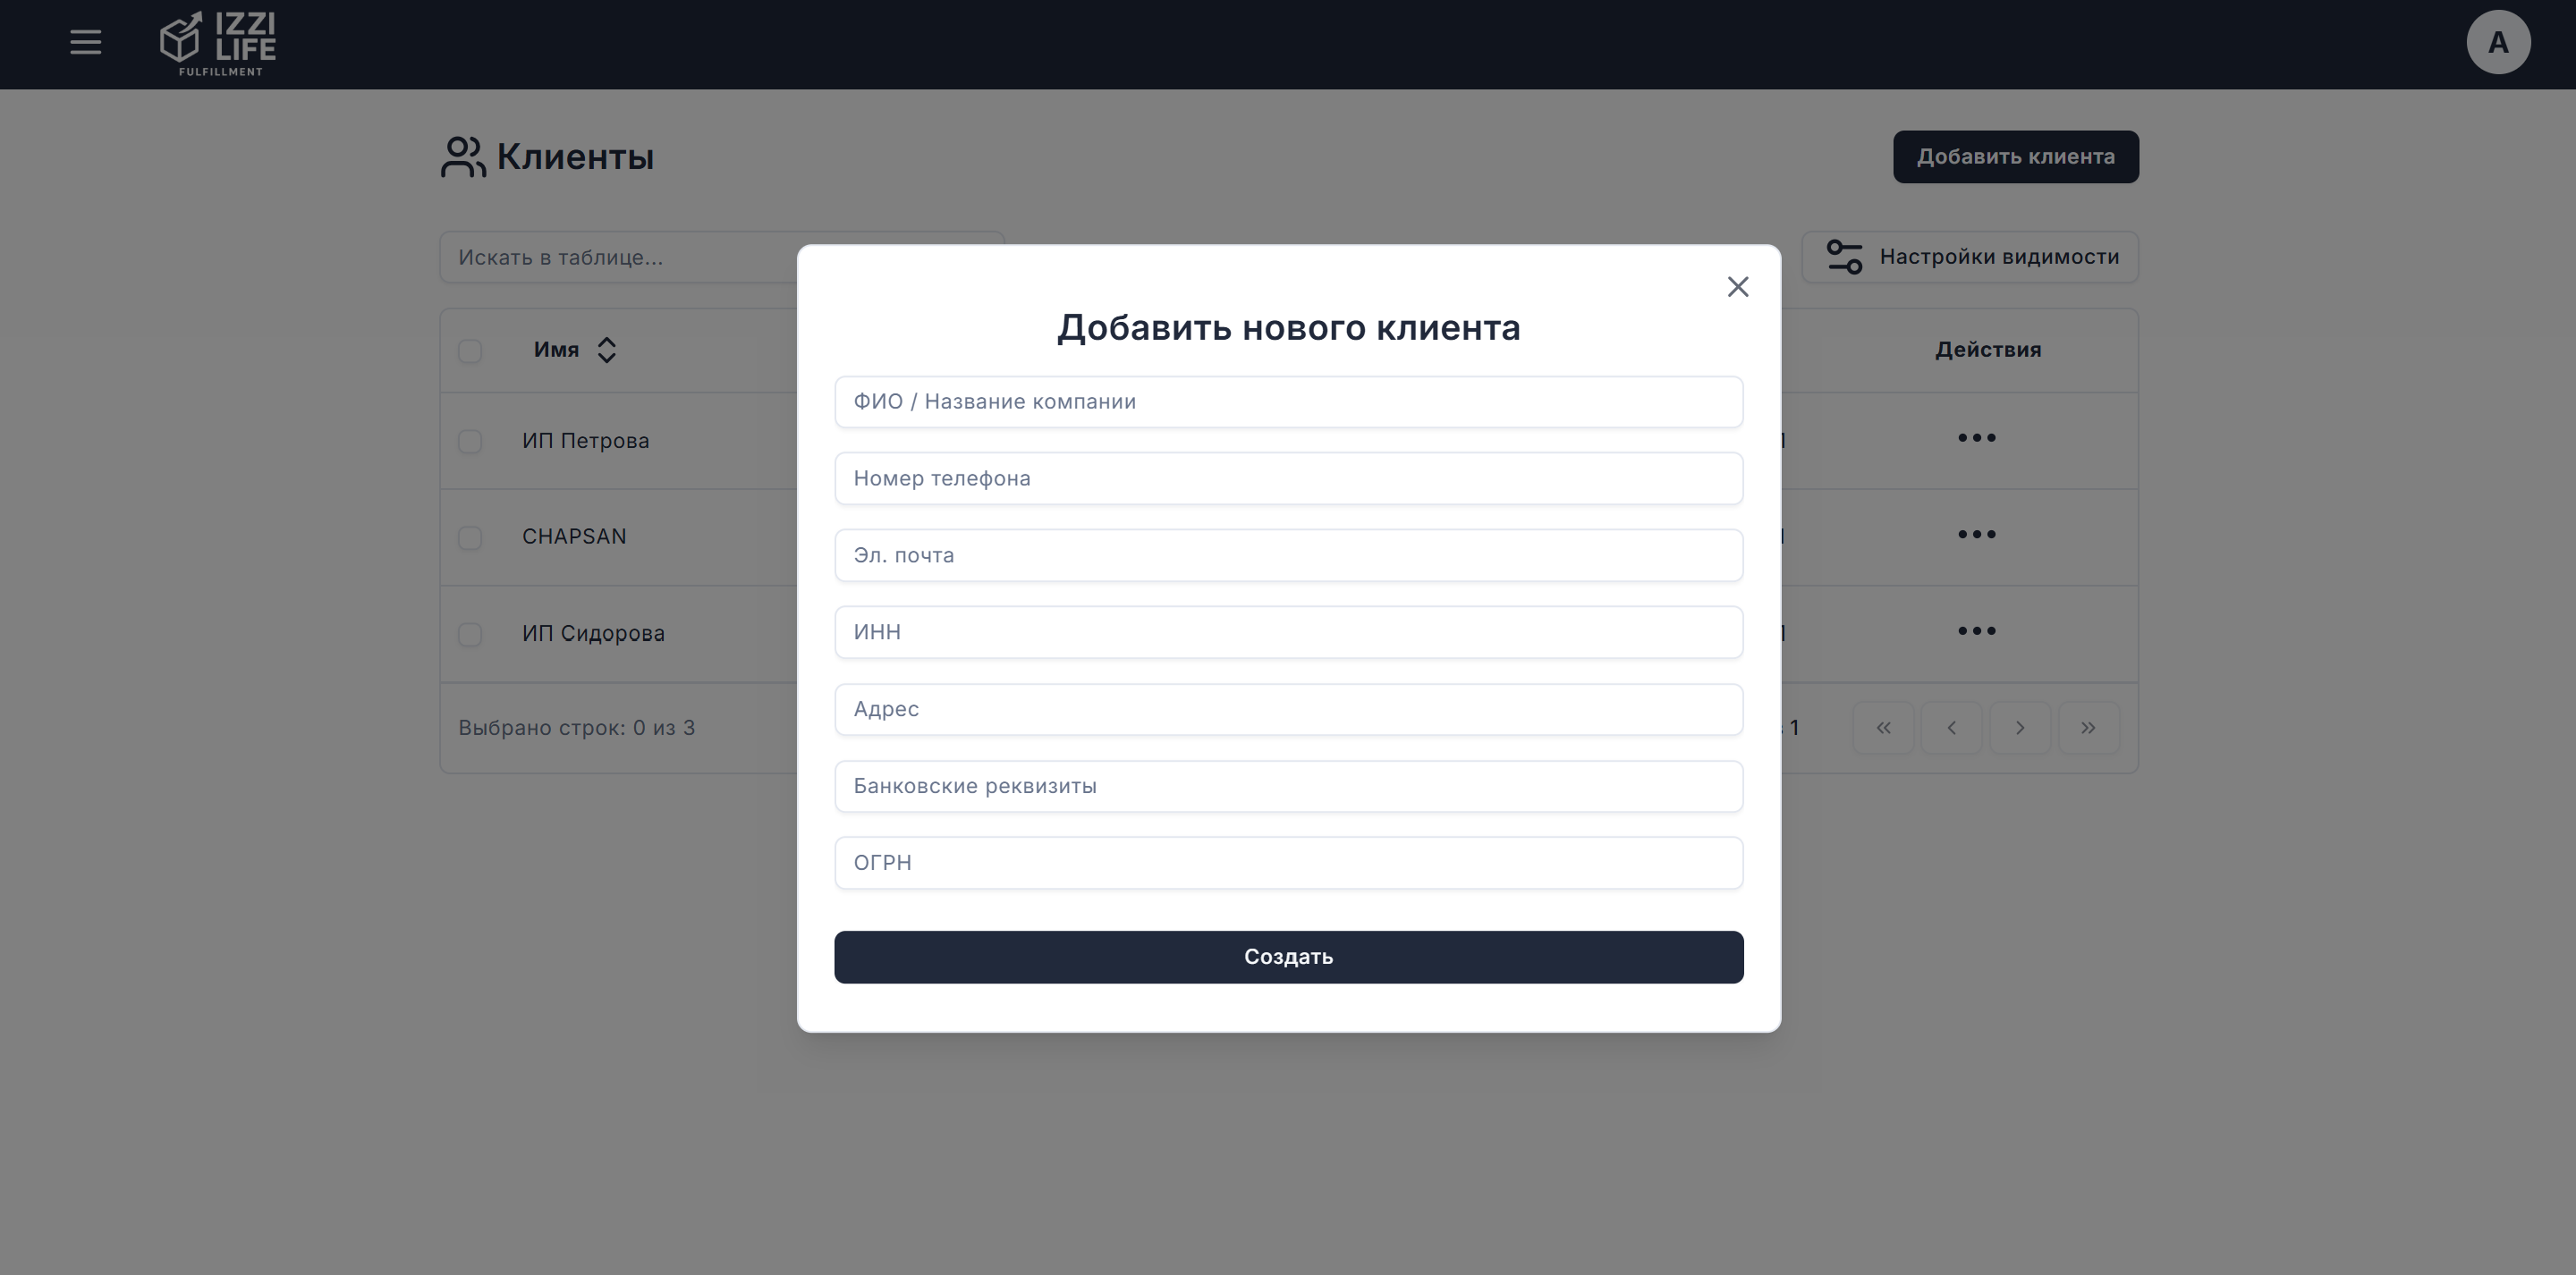 IZZI
LIFE
FULFILLMENT
A
Клиенты
Добавить клиента
Искать в таблице...
Настройки видимости
Добавить нового клиента
Имя
Действия
ФИО / Название компании
ИП Петрова
Номер телефона
CHAPSAN
Эл. почта
ИП Сидорова
ИНН
Адрес
Выбрано строк: 0 из 3
1
Банковские реквизиты
ОГРН
Создать